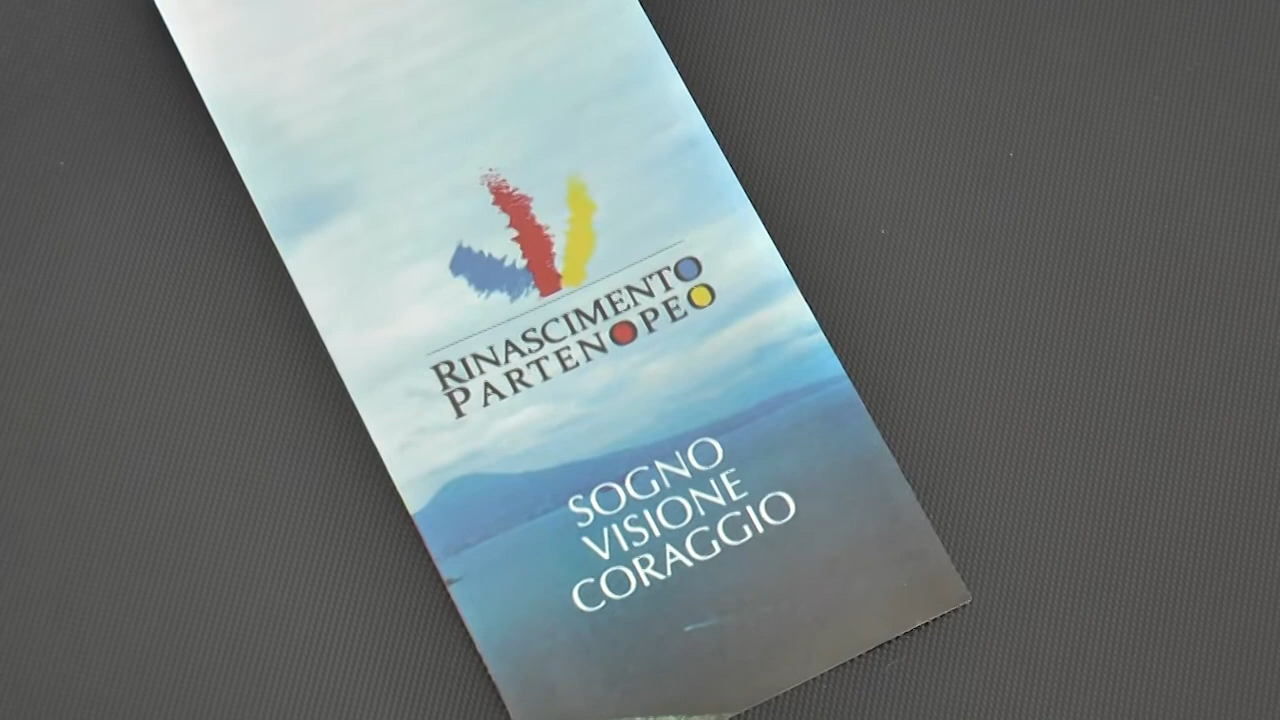 RINASCIMENTO
PARTENOPEO
SOGNO
VISIONE
CORAGGIO